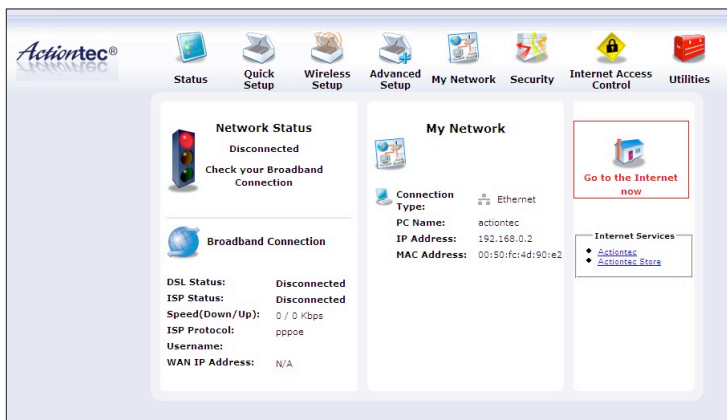 Actiontec®
Status
Quick Setup
Wireless Setup
Advanced Setup
My Network
Security
Internet Access Control
Utilities
Network Status
Disconnected
Check your Broadband
Connection
Broadband Connection
DSL Status: Disconnected
ISP Status: Disconnected
Speed(Down/Up): 0 / 0 Kbps
ISP Protocol: pppoe
Username:
WAN IP Address: N/A
My Network
Connection Type: Ethernet
PC Name: actiontec
IP Address: 192.168.0.2
MAC Address: 00:50:fc:4d:90:e2
Go to the Internet
now
Internet Services
Actiontec
Actiontec Store